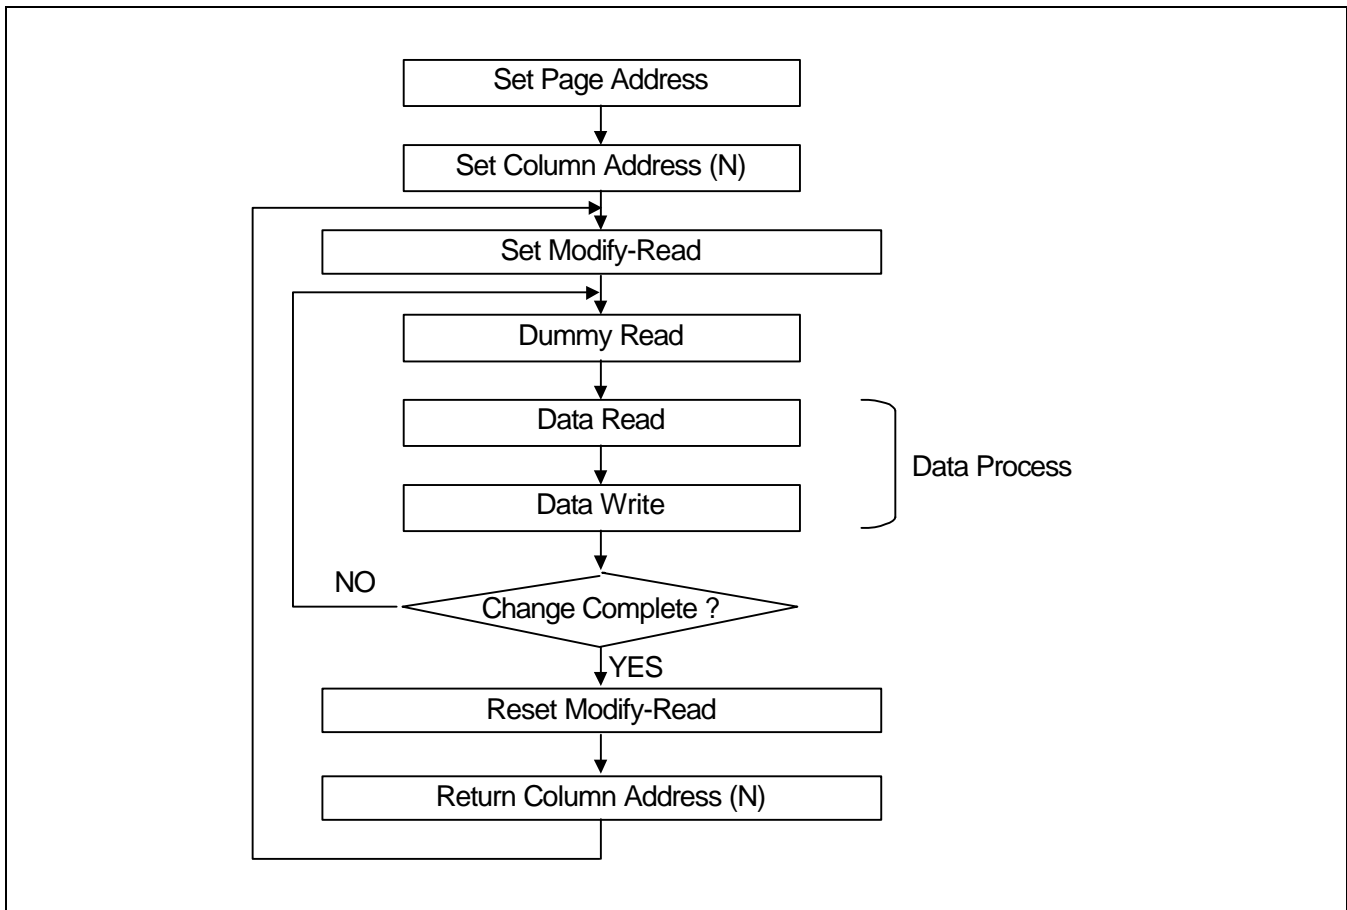 Set Page Address
Set Column Address (N)
Set Modify-Read
Dummy Read
Data Read
Data Process
Data Write
NO
Change Complete ?
YES
Reset Modify-Read
Return Column Address (N)